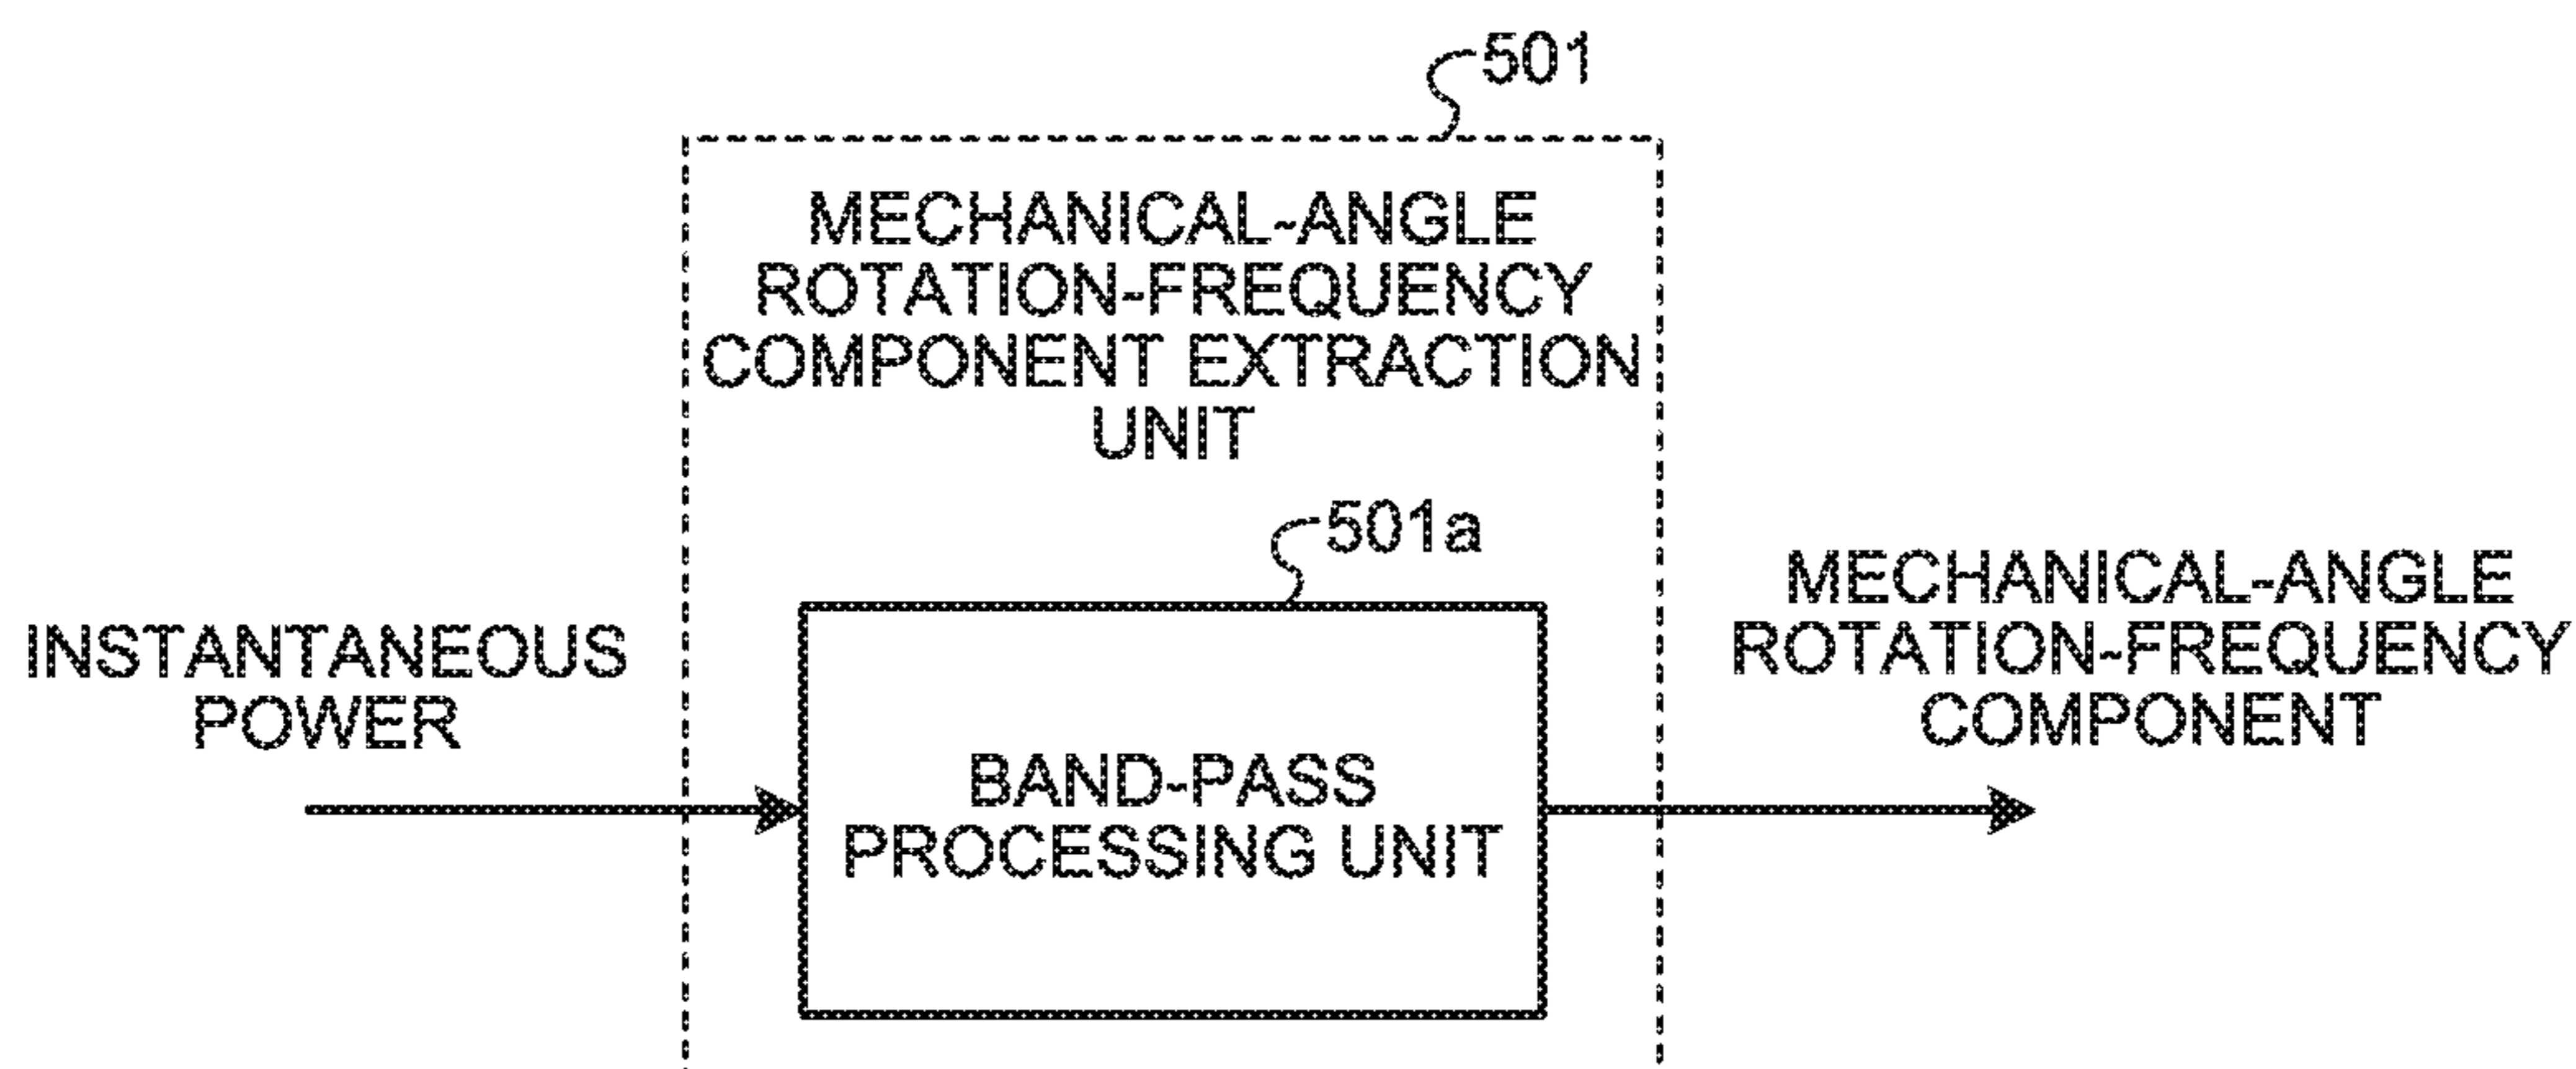 501
MECHANICAL-ANGLE
ROTATION-FREQUENCY
COMPONENT EXTRACTION
UNIT
501a
INSTANTANEOUS
POWER
BAND-PASS
PROCESSING UNIT
MECHANICAL-ANGLE
ROTATION-FREQUENCY
COMPONENT